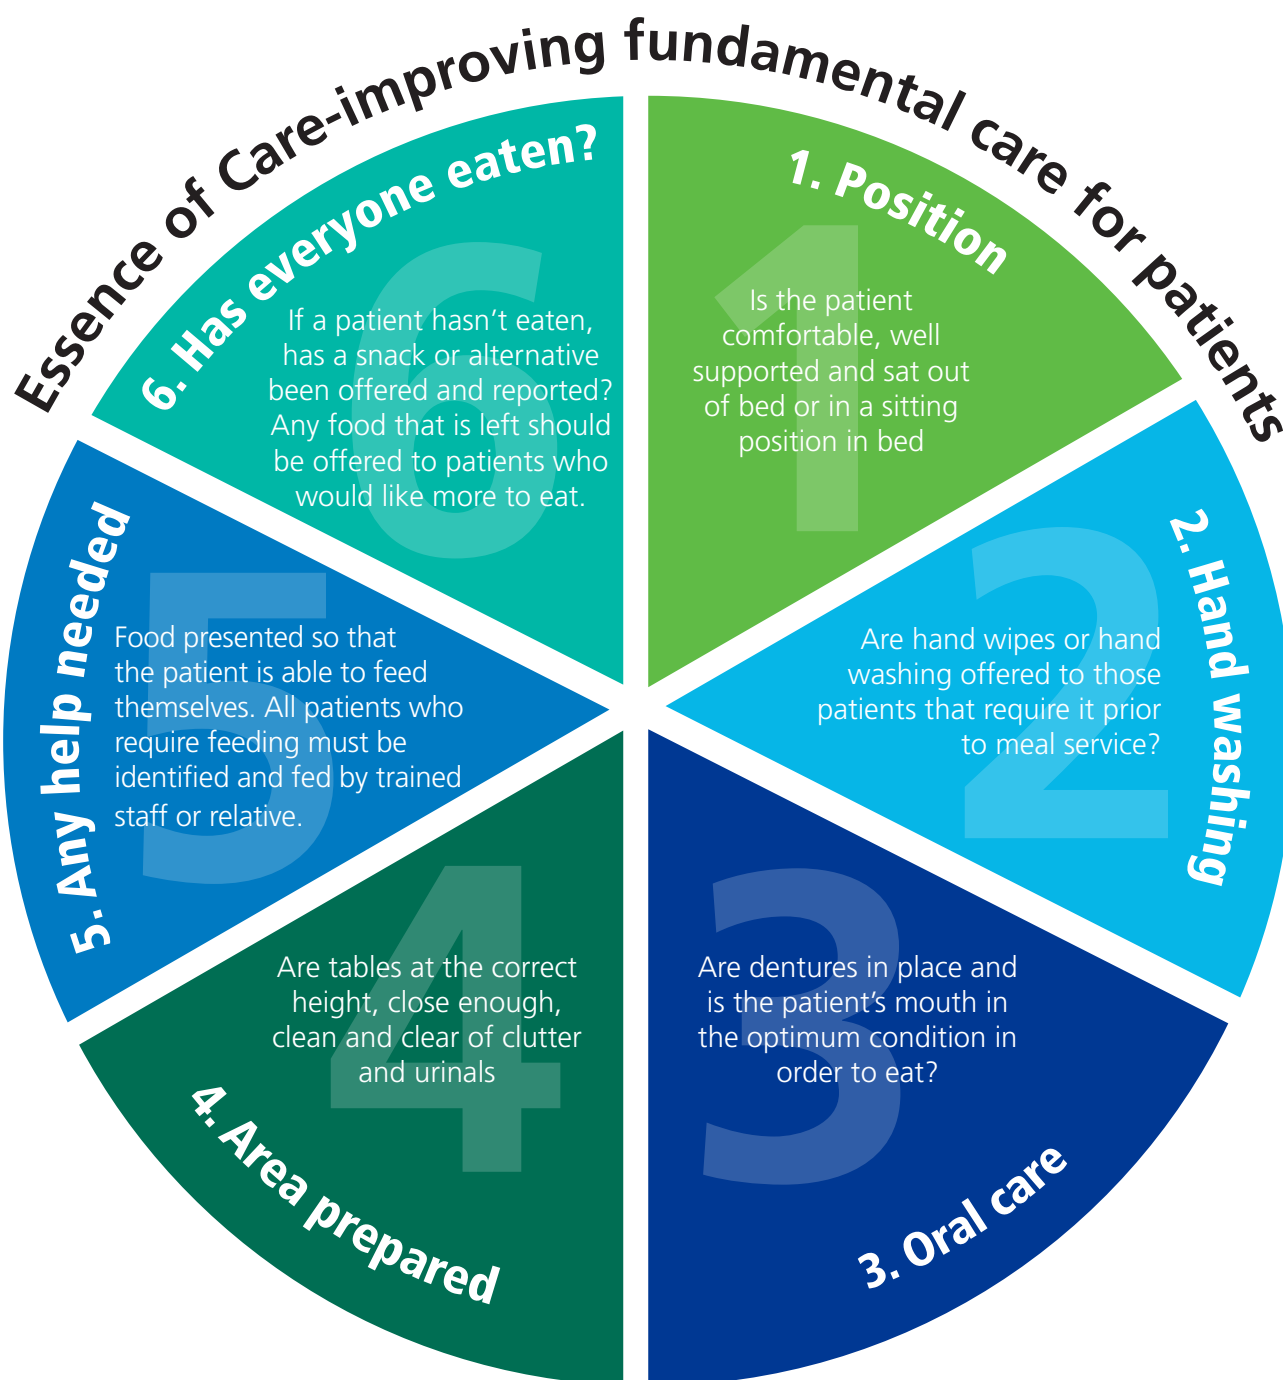 Essence of Care-improving fundamental care for patients
1. Position
1
Is the patient
comfortable, well
supported and sat out
of bed or in a sitting
position in bed
2. Hand washing
2
Are hand wipes or hand
washing offered to those
patients that require it prior
to meal service?
3. Oral care
3
Are dentures in place and
is the patient’s mouth in
the optimum condition in
order to eat?
4. Area prepared
4
Are tables at the correct
height, close enough,
clean and clear of clutter
and urinals
5. Any help needed
5
Food presented so that
the patient is able to feed
themselves. All patients who
require feeding must be
identified and fed by trained
staff or relative.
6. Has everyone eaten?
6
If a patient hasn’t eaten,
has a snack or alternative
been offered and reported?
Any food that is left should
be offered to patients who
would like more to eat.